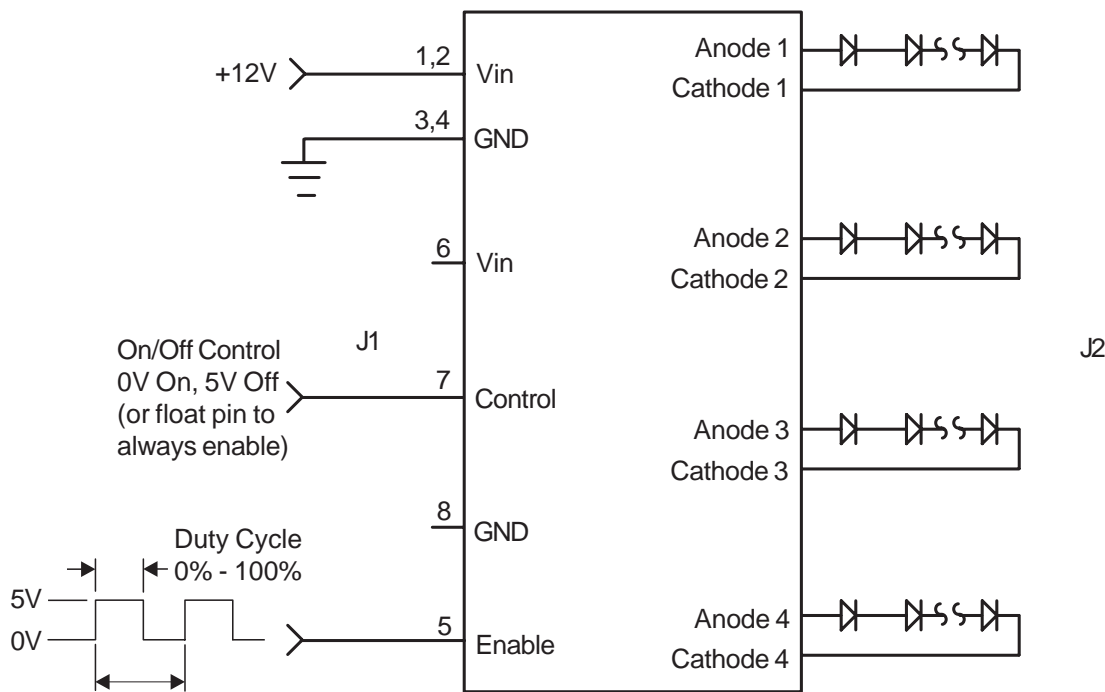 +12V
1,2
Vin
3,4
GND
6
Vin
J1
On/Off Control
0V On, 5V Off
(or float pin to
always enable)
7
Control
8
GND
Duty Cycle
0% - 100%
5V
0V
5
Enable
Anode 1
Cathode 1
Anode 2
Cathode 2
J2
Anode 3
Cathode 3
Anode 4
Cathode 4